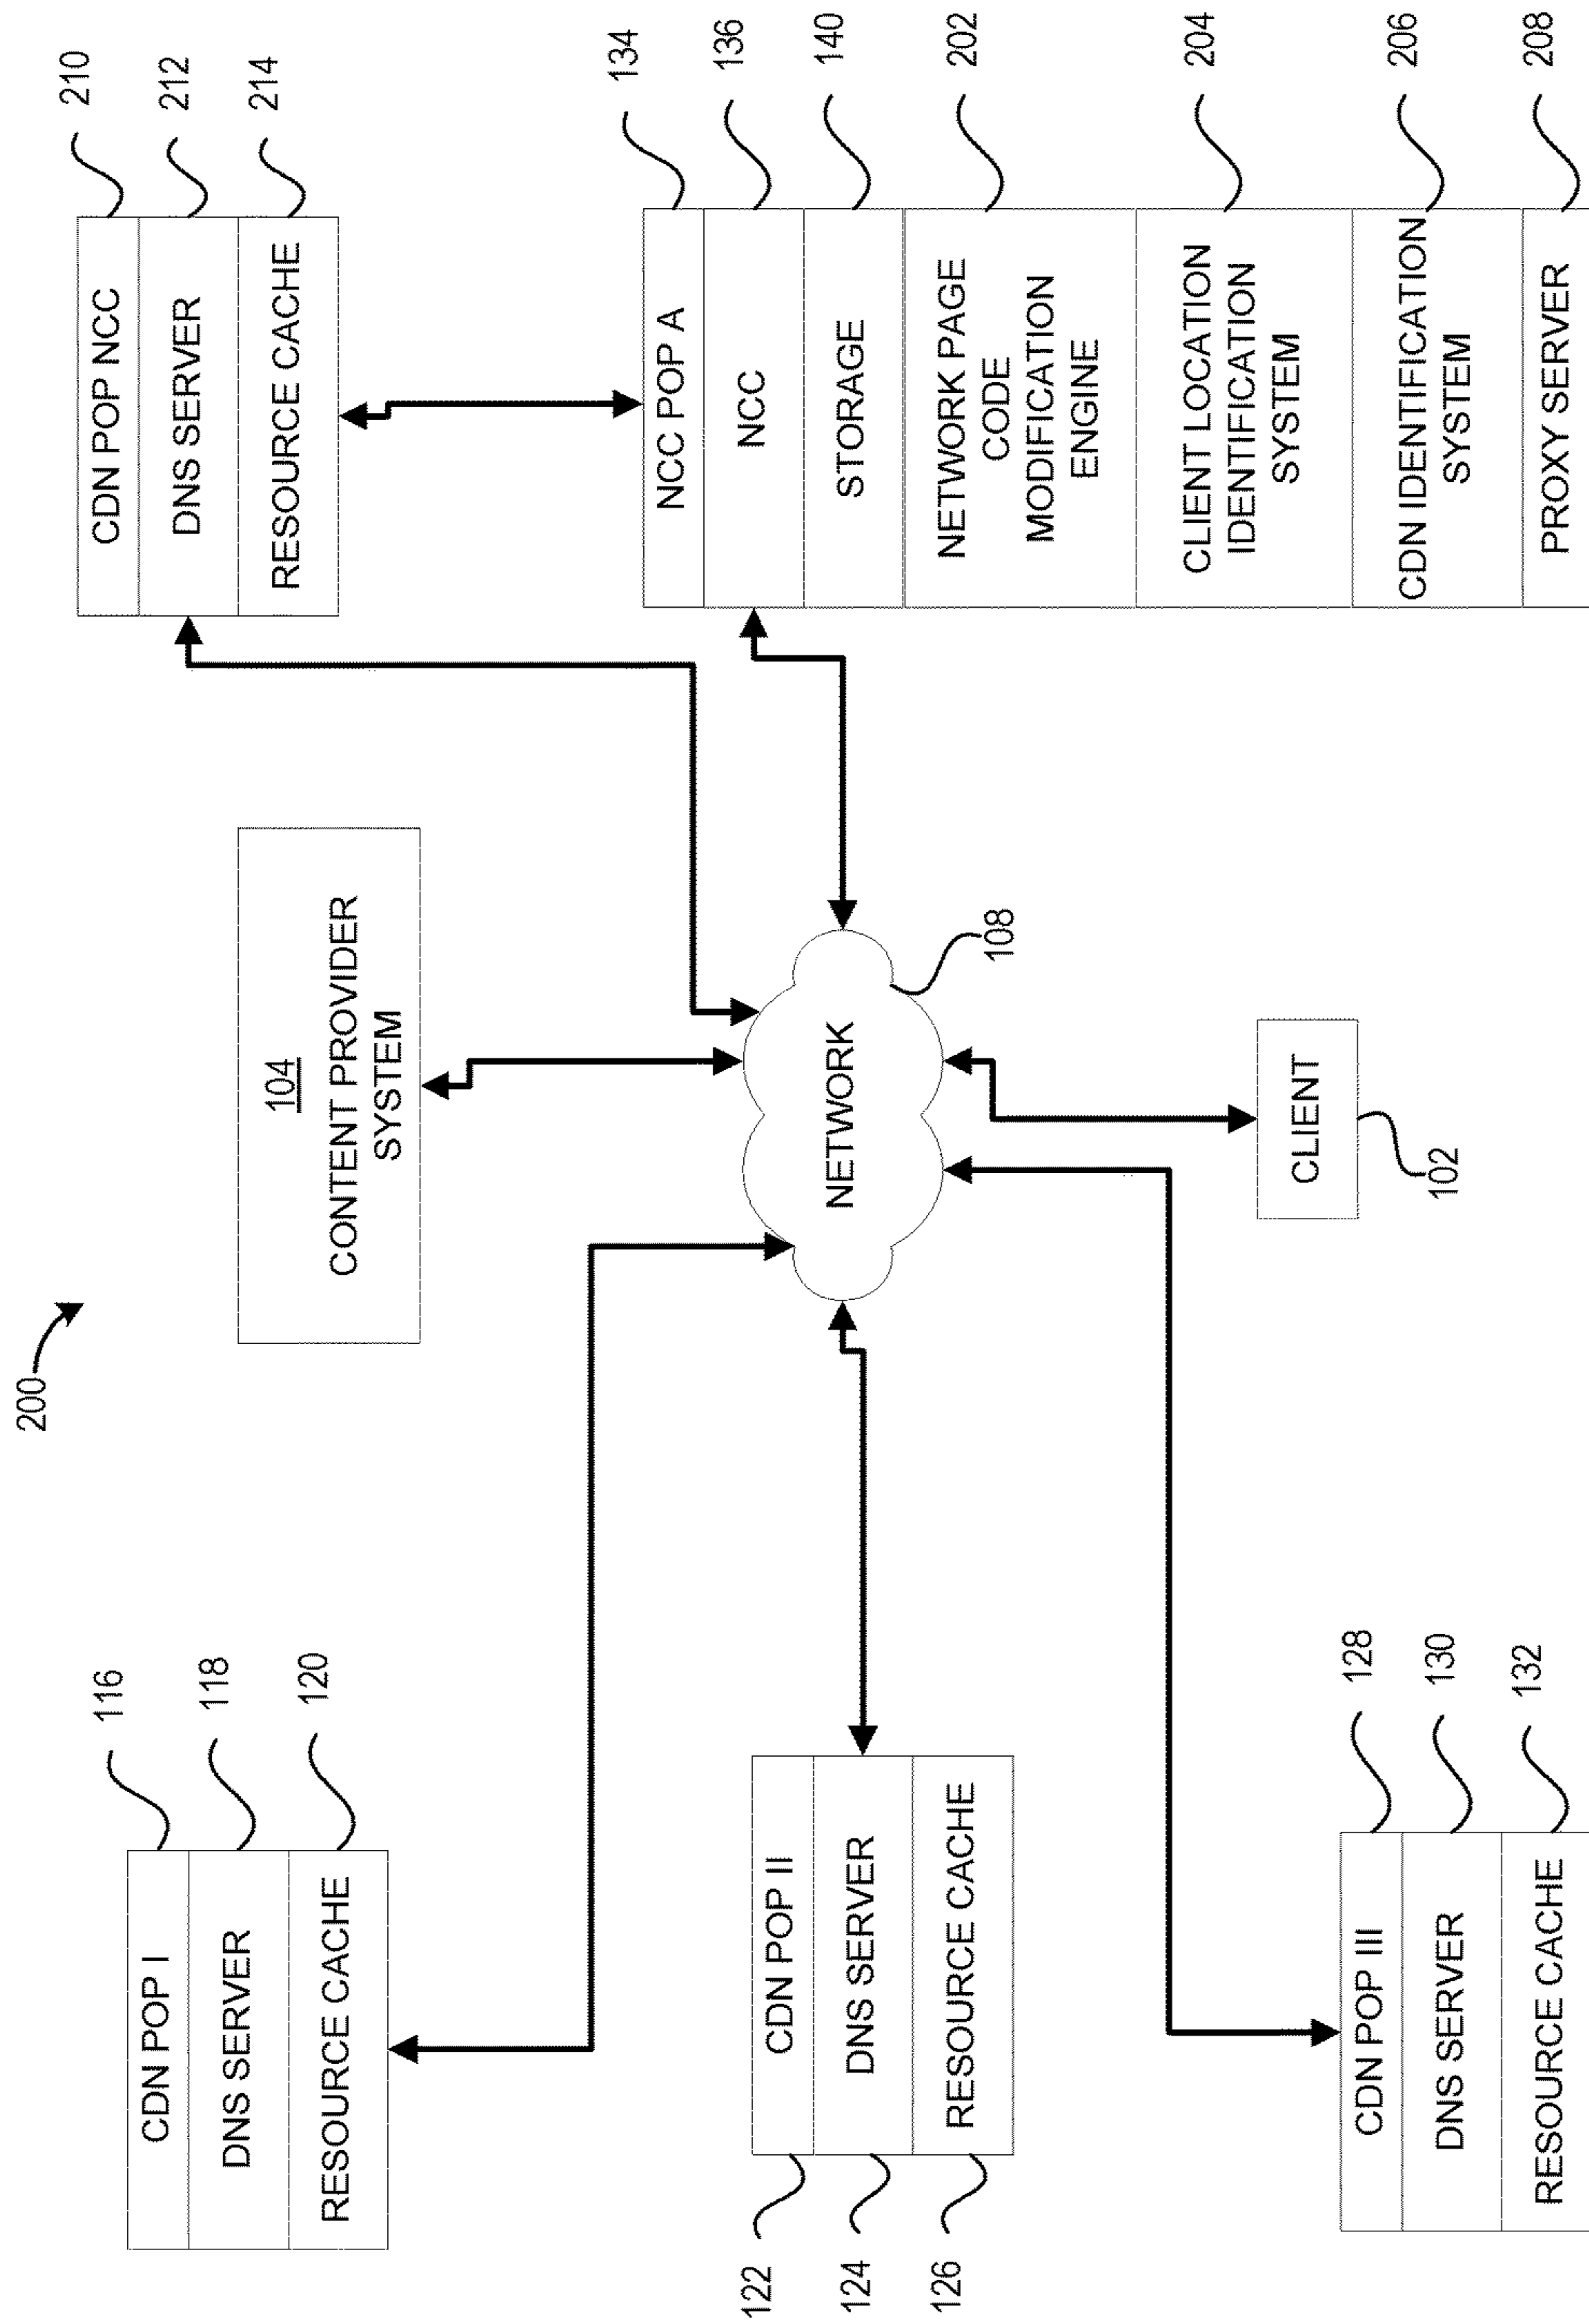 200
CDN POP I
DNS SERVER
RESOURCE CACHE
116
118
120
104
CONTENT PROVIDER
SYSTEM
CDN POP NCC
DNS SERVER
RESOURCE CACHE
210
212
214
122
124
126
CDN POP II
DNS SERVER
RESOURCE CACHE
NETWORK
108
NCC POP A
NCC
STORAGE
NETWORK PAGE
CODE
MODIFICATION
ENGINE
CLIENT LOCATION
IDENTIFICATION
SYSTEM
CDN IDENTIFICATION
SYSTEM
PROXY SERVER
134
136
140
202
204
206
208
CDN POP III
DNS SERVER
RESOURCE CACHE
128
130
132
CLIENT
102